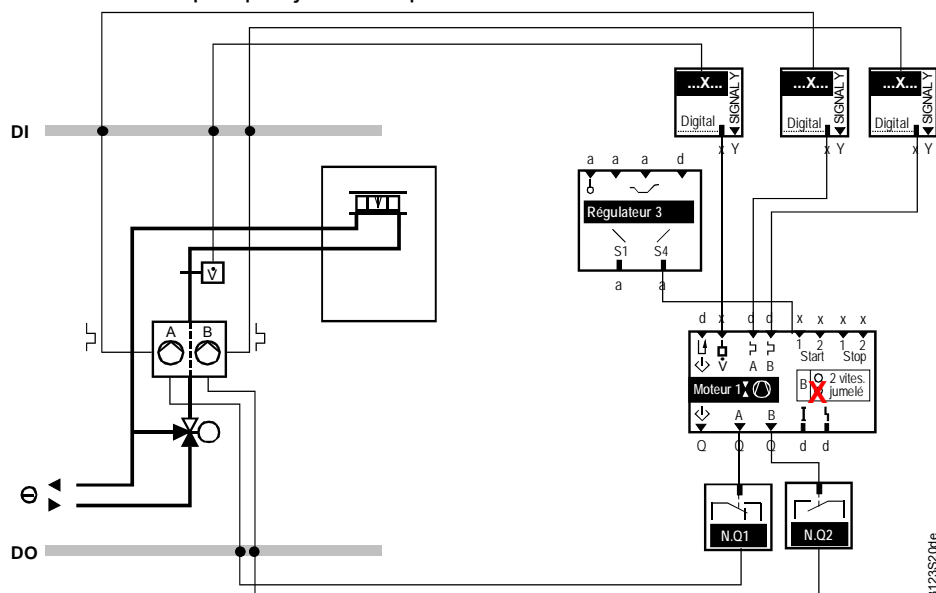 ...X...
SIGNAL Y
Digital
x Y
...X...
SIGNAL Y
Digital
x Y
...X...
SIGNAL Y
Digital
x Y
DI
a a a d
Régulateur 3
S1 S4
a a
V
V
A B
d x d d x x x x
1 2 1 2
V A B Start Stop
Moteur 1
B 2 vites.
X jumelé
A B
Q Q Q d d
N.Q1
N.Q2
DO